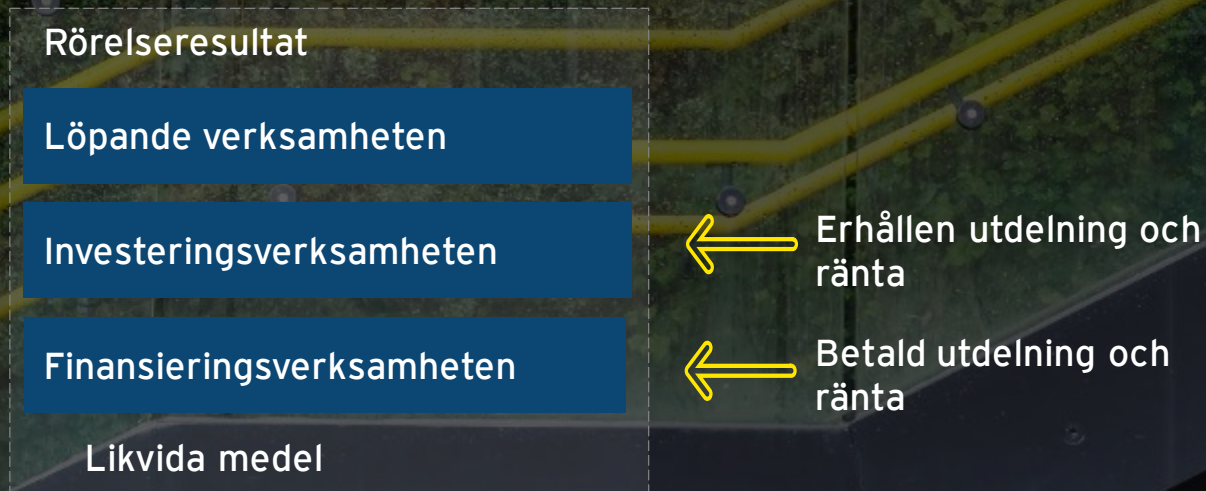 Rörelseresultat
Löpande verksamheten
Investeringsverksamheten
Erhållen utdelning och
ränta
Finansieringsverksamheten
Betald utdelning och
ränta
Likvida medel